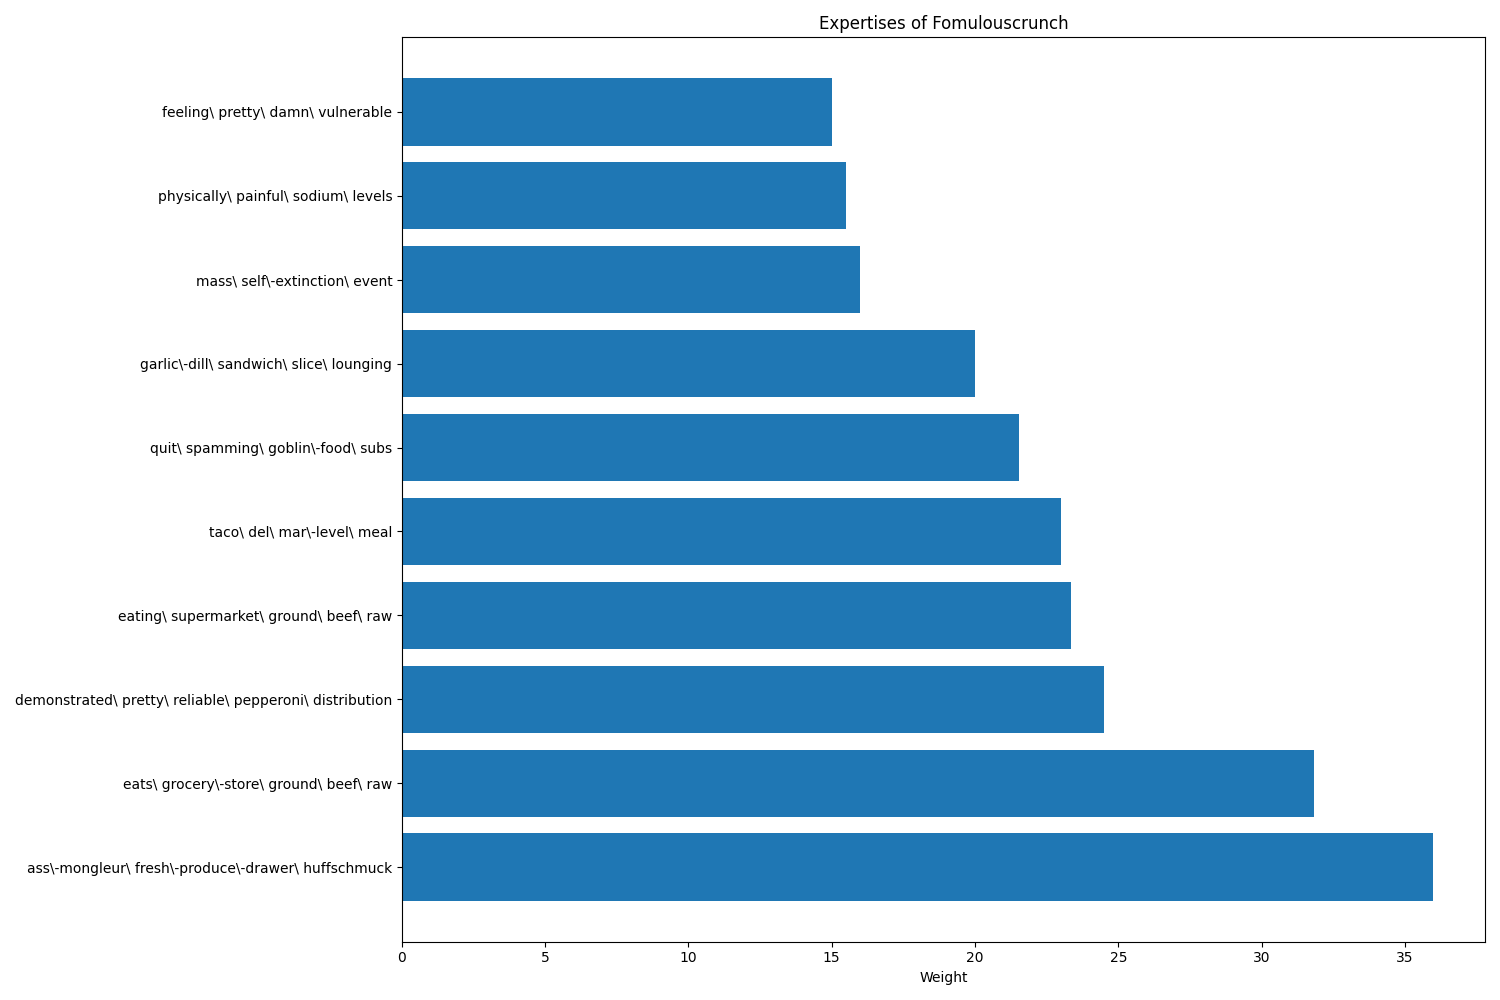 Expertises of Fomulouscrunch
feeling\ pretty\ damn\ vulnerable
physically\ painful\ sodium\ levels
mass\ self\-extinction\ event
garlic\-dill\ sandwich\ slice\ lounging
quit\ spamming\ goblin\-food\ subs
taco\ del\ mar\-level\ meal
eating\ supermarket\ ground\ beef\ raw
demonstrated\ pretty\ reliable\ pepperoni\ distribution
eats\ grocery\-store\ ground\ beef\ raw
ass\-mongleur\ fresh\-produce\-drawer\ huffschmuck
0 5 10 15 20 25 30 35
Weight